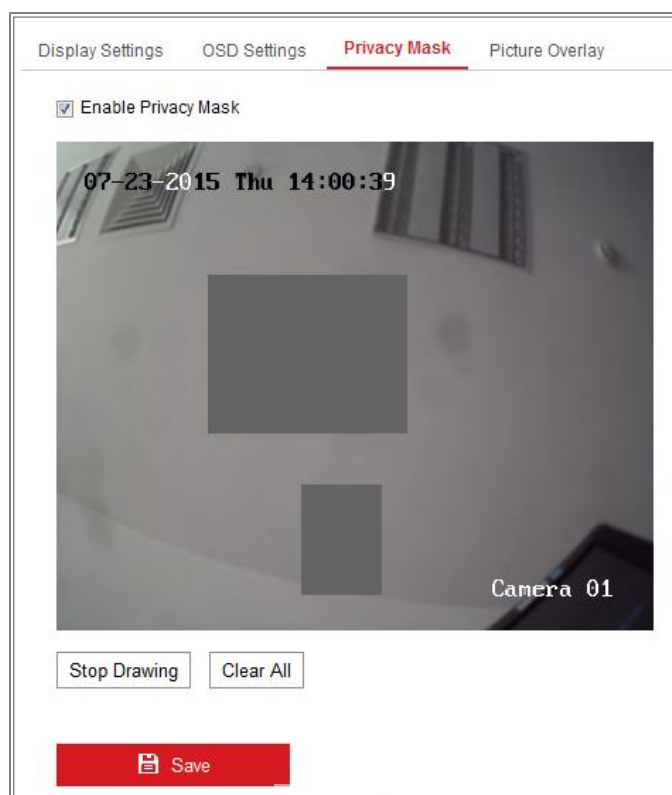 Display Settings OSD Settings Privacy Mask Picture Overlay
Enable Privacy Mask
07-23-2015 Thu 14:00:39
Camera 01
Stop Drawing Clear All
Save